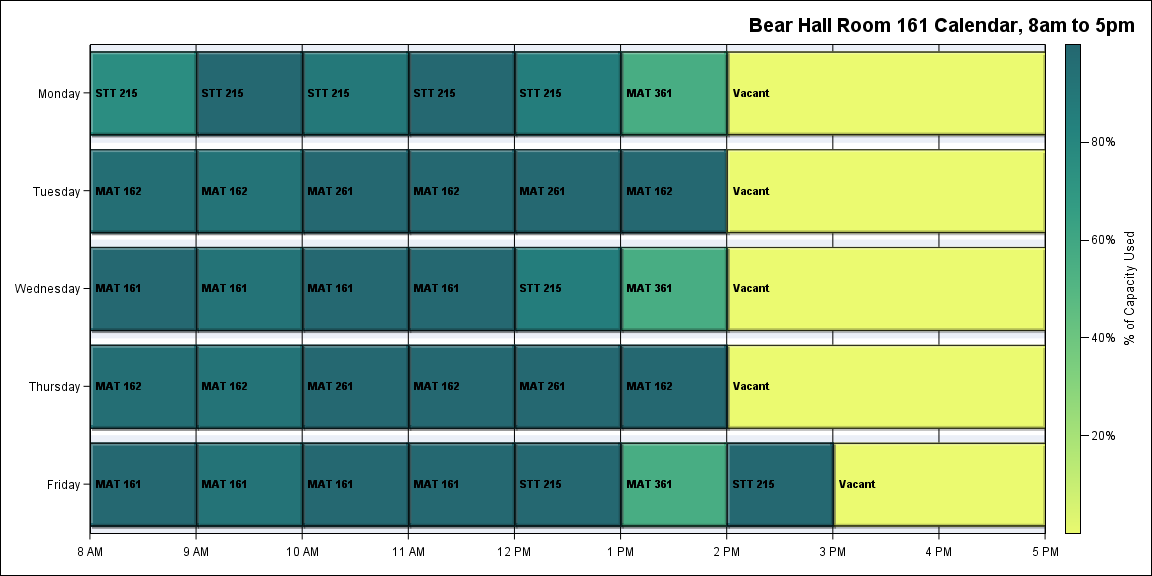 Bear Hall Room 161 Calendar, 8am to 5pm
Monday STT 215 STT 215 STT 215 STT 215 STT 215 MAT 361 Vacant
Tuesday MAT 162 MAT 162 MAT 261 MAT 162 MAT 261 MAT 162 Vacant
Wednesday MAT 161 MAT 161 MAT 161 MAT 161 STT 215 MAT 361 Vacant
Thursday MAT 162 MAT 162 MAT 261 MAT 162 MAT 261 MAT 162 Vacant
Friday MAT 161 MAT 161 MAT 161 MAT 161 STT 215 MAT 361 STT 215 Vacant
8 AM 9 AM 10 AM 11 AM 12 PM 1 PM 2 PM 3 PM 4 PM 5 PM
80%
60%
40%
20%
% of Capacity Used